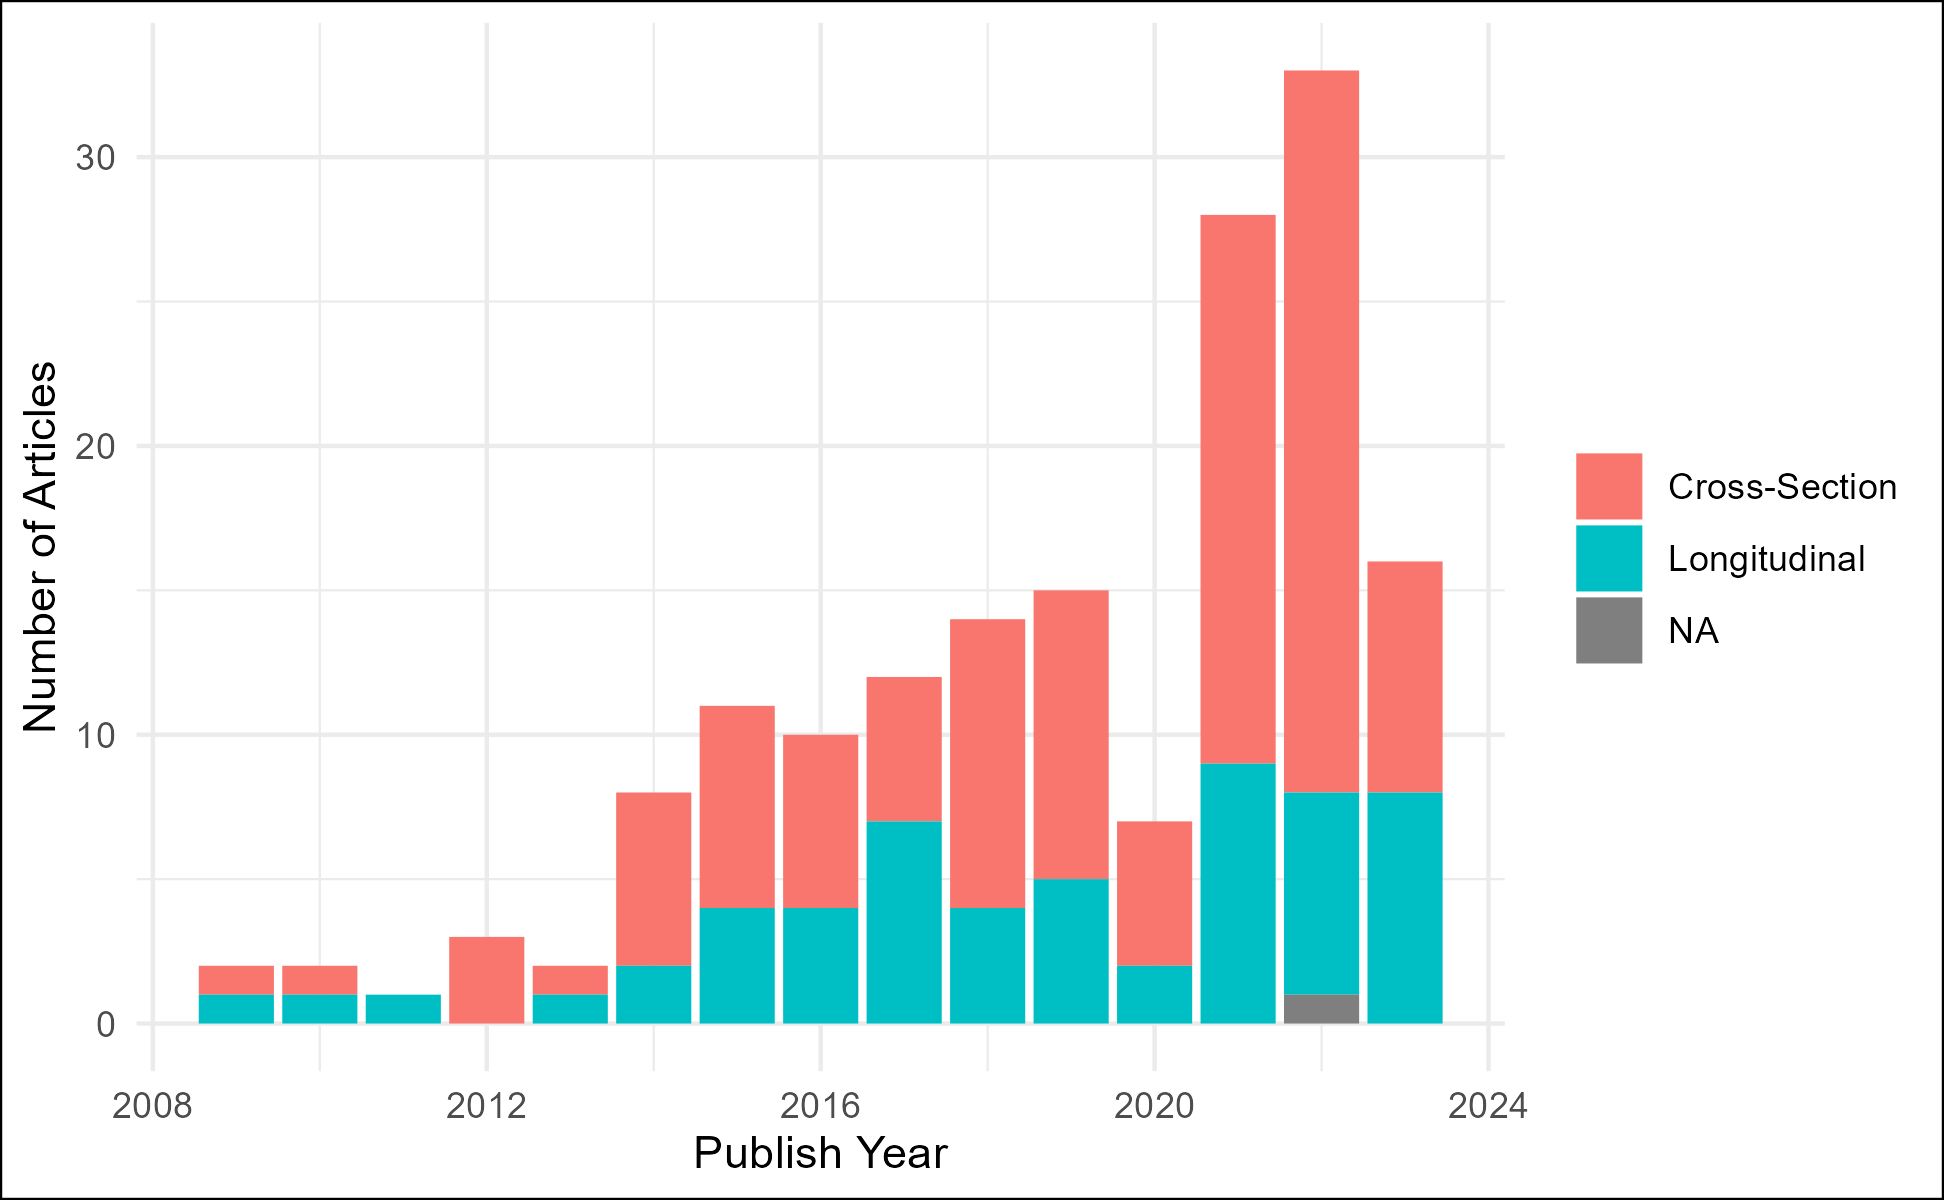 Number of Articles
30
20
10
0
2008
2012
2016
2020
2024
Publish Year
Cross-Section
Longitudinal
NA